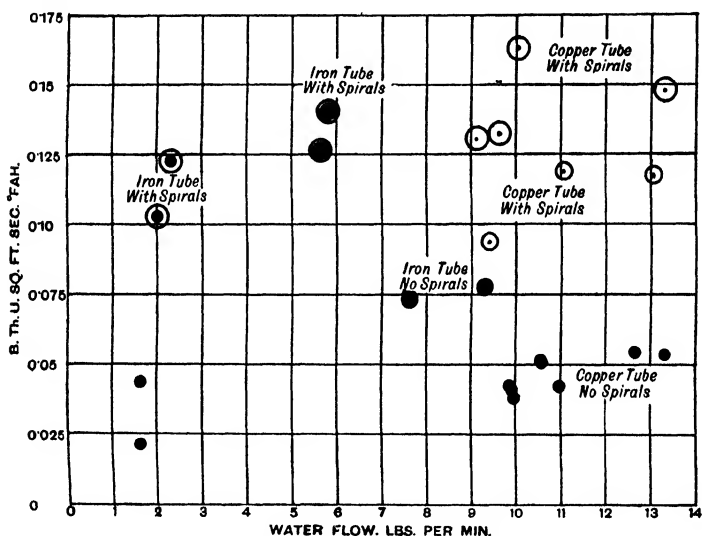 0·175
0·15
0·125
0·10
0·075
0·05
0·025
0
B. Th. U. SQ. FT. SEC. °FAH.
Iron Tube
With Spirals
Copper Tube
With Spirals
Iron Tube
With Spirals
Copper Tube
With Spirals
Iron Tube
No Spirals
Copper Tube
No Spirals
0 1 2 3 4 5 6 7 8 9 10 11 12 13 14
WATER FLOW. LBS. PER MIN.